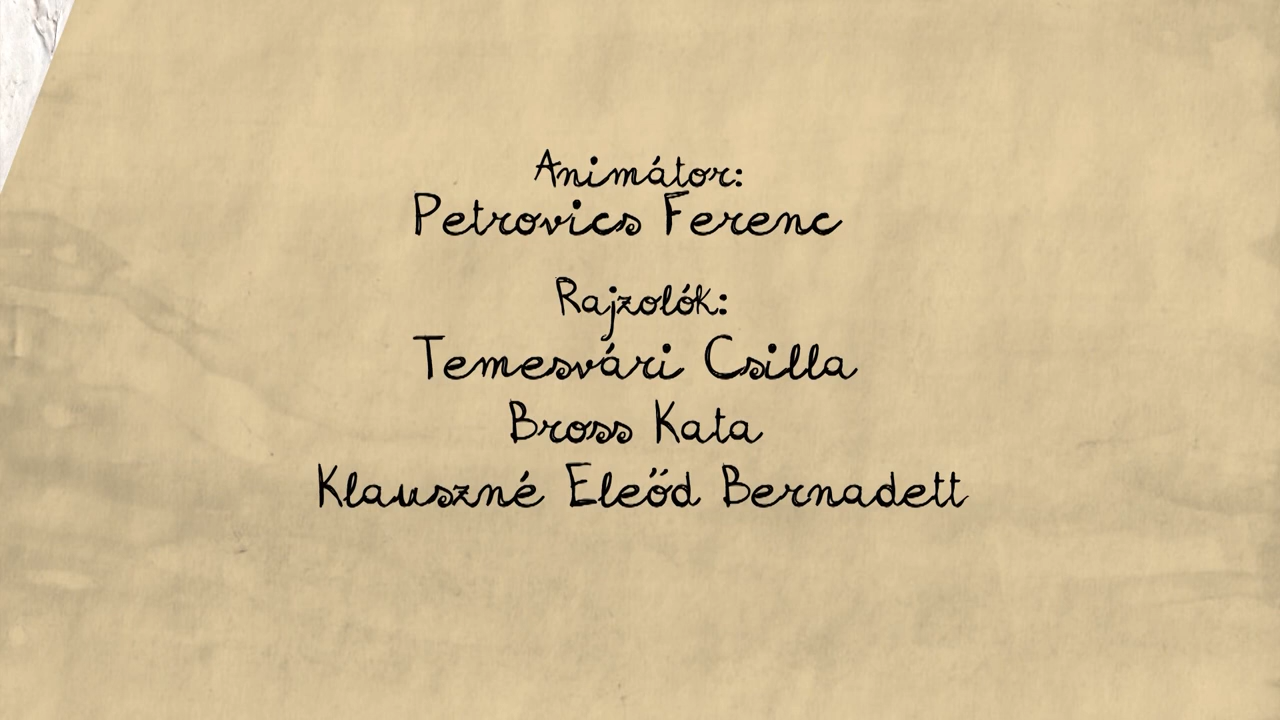 Animátor:
Petrovics Ferenc
Rajzolók:
Temesvári Csilla
Bross Kata
Klauszné Eleőd Bernadett